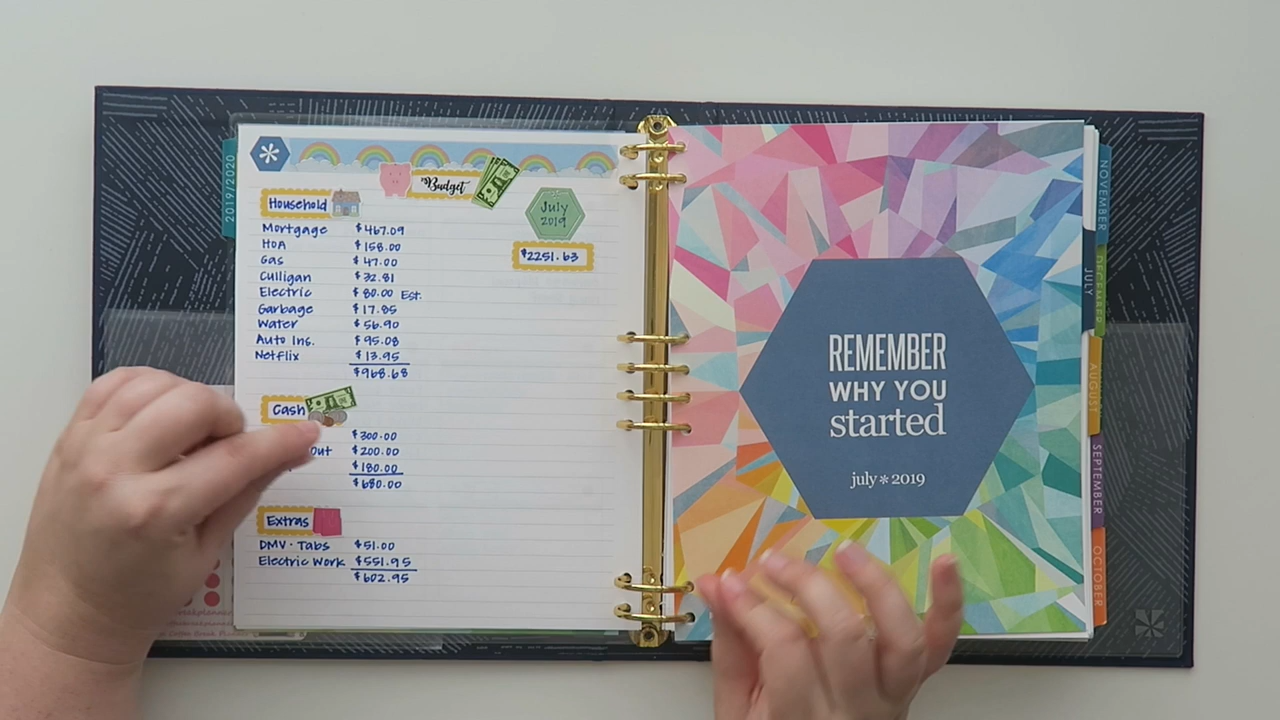 Budget
July
2019
$2251.63
Household
Mortgage $467.09
HOA $158.00
Gas $47.00
Culligan $32.81
Electric $80.00 Est.
Garbage $17.85
Water $56.90
Auto Ins. $95.08
Netflix $13.95
$968.68
Cash
$300.00
out $200.00
$180.00
$680.00
Extras
DMV · Tabs $51.00
Electric Work $551.95
$602.95
2019/2020
REMEMBER
WHY YOU
started
july * 2019
NOVEMBER
DECEMBER
JULY
AUGUST
SEPTEMBER
OCTOBER